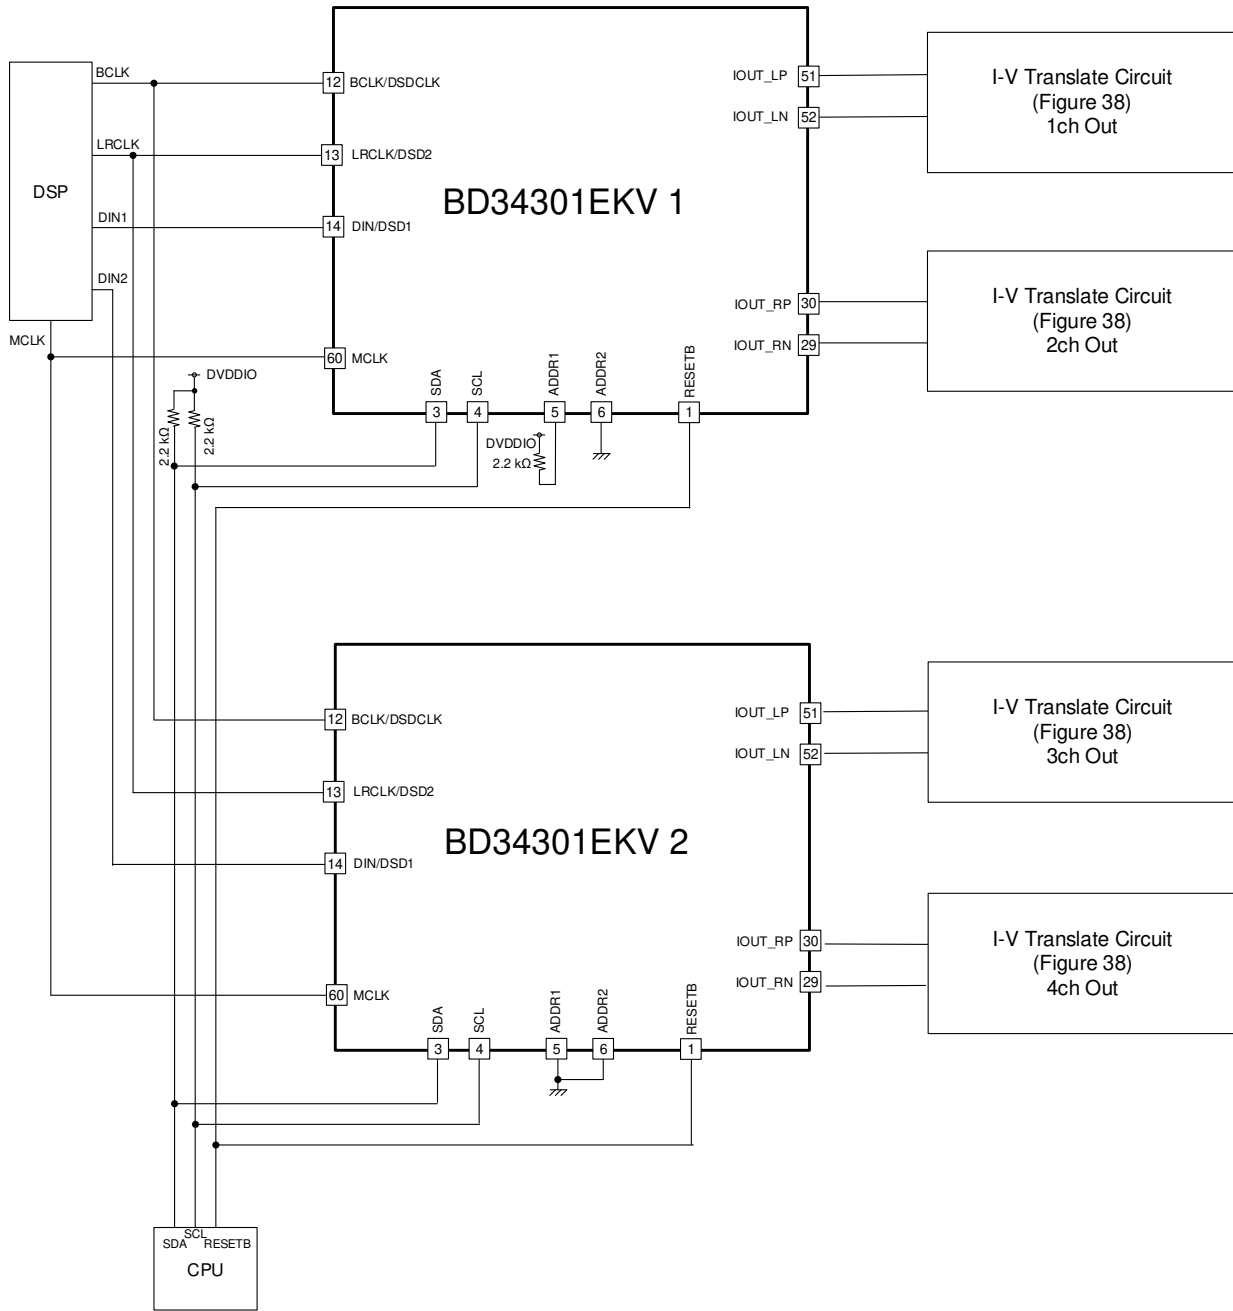 DSP
BCLK
LRCLK
DIN1
DIN2
MCLK
12 BCLK/DSDCLK
13 LRCLK/DSD2
14 DIN/DSD1
60 MCLK
BD34301EKV 1
IOUT_LP 51
IOUT_LN 52
IOUT_RP 30
IOUT_RN 29
SDA
SCL
ADDR1
ADDR2
RESETB
3
4
5
6
1
I-V Translate Circuit
(Figure 38)
1ch Out
I-V Translate Circuit
(Figure 38)
2ch Out
DVDDIO
2.2 kΩ
2.2 kΩ
DVDDIO
2.2 kΩ
12 BCLK/DSDCLK
13 LRCLK/DSD2
14 DIN/DSD1
60 MCLK
BD34301EKV 2
IOUT_LP 51
IOUT_LN 52
IOUT_RP 30
IOUT_RN 29
SDA
SCL
ADDR1
ADDR2
RESETB
3
4
5
6
1
I-V Translate Circuit
(Figure 38)
3ch Out
I-V Translate Circuit
(Figure 38)
4ch Out
SDA
SCL
RESETB
CPU